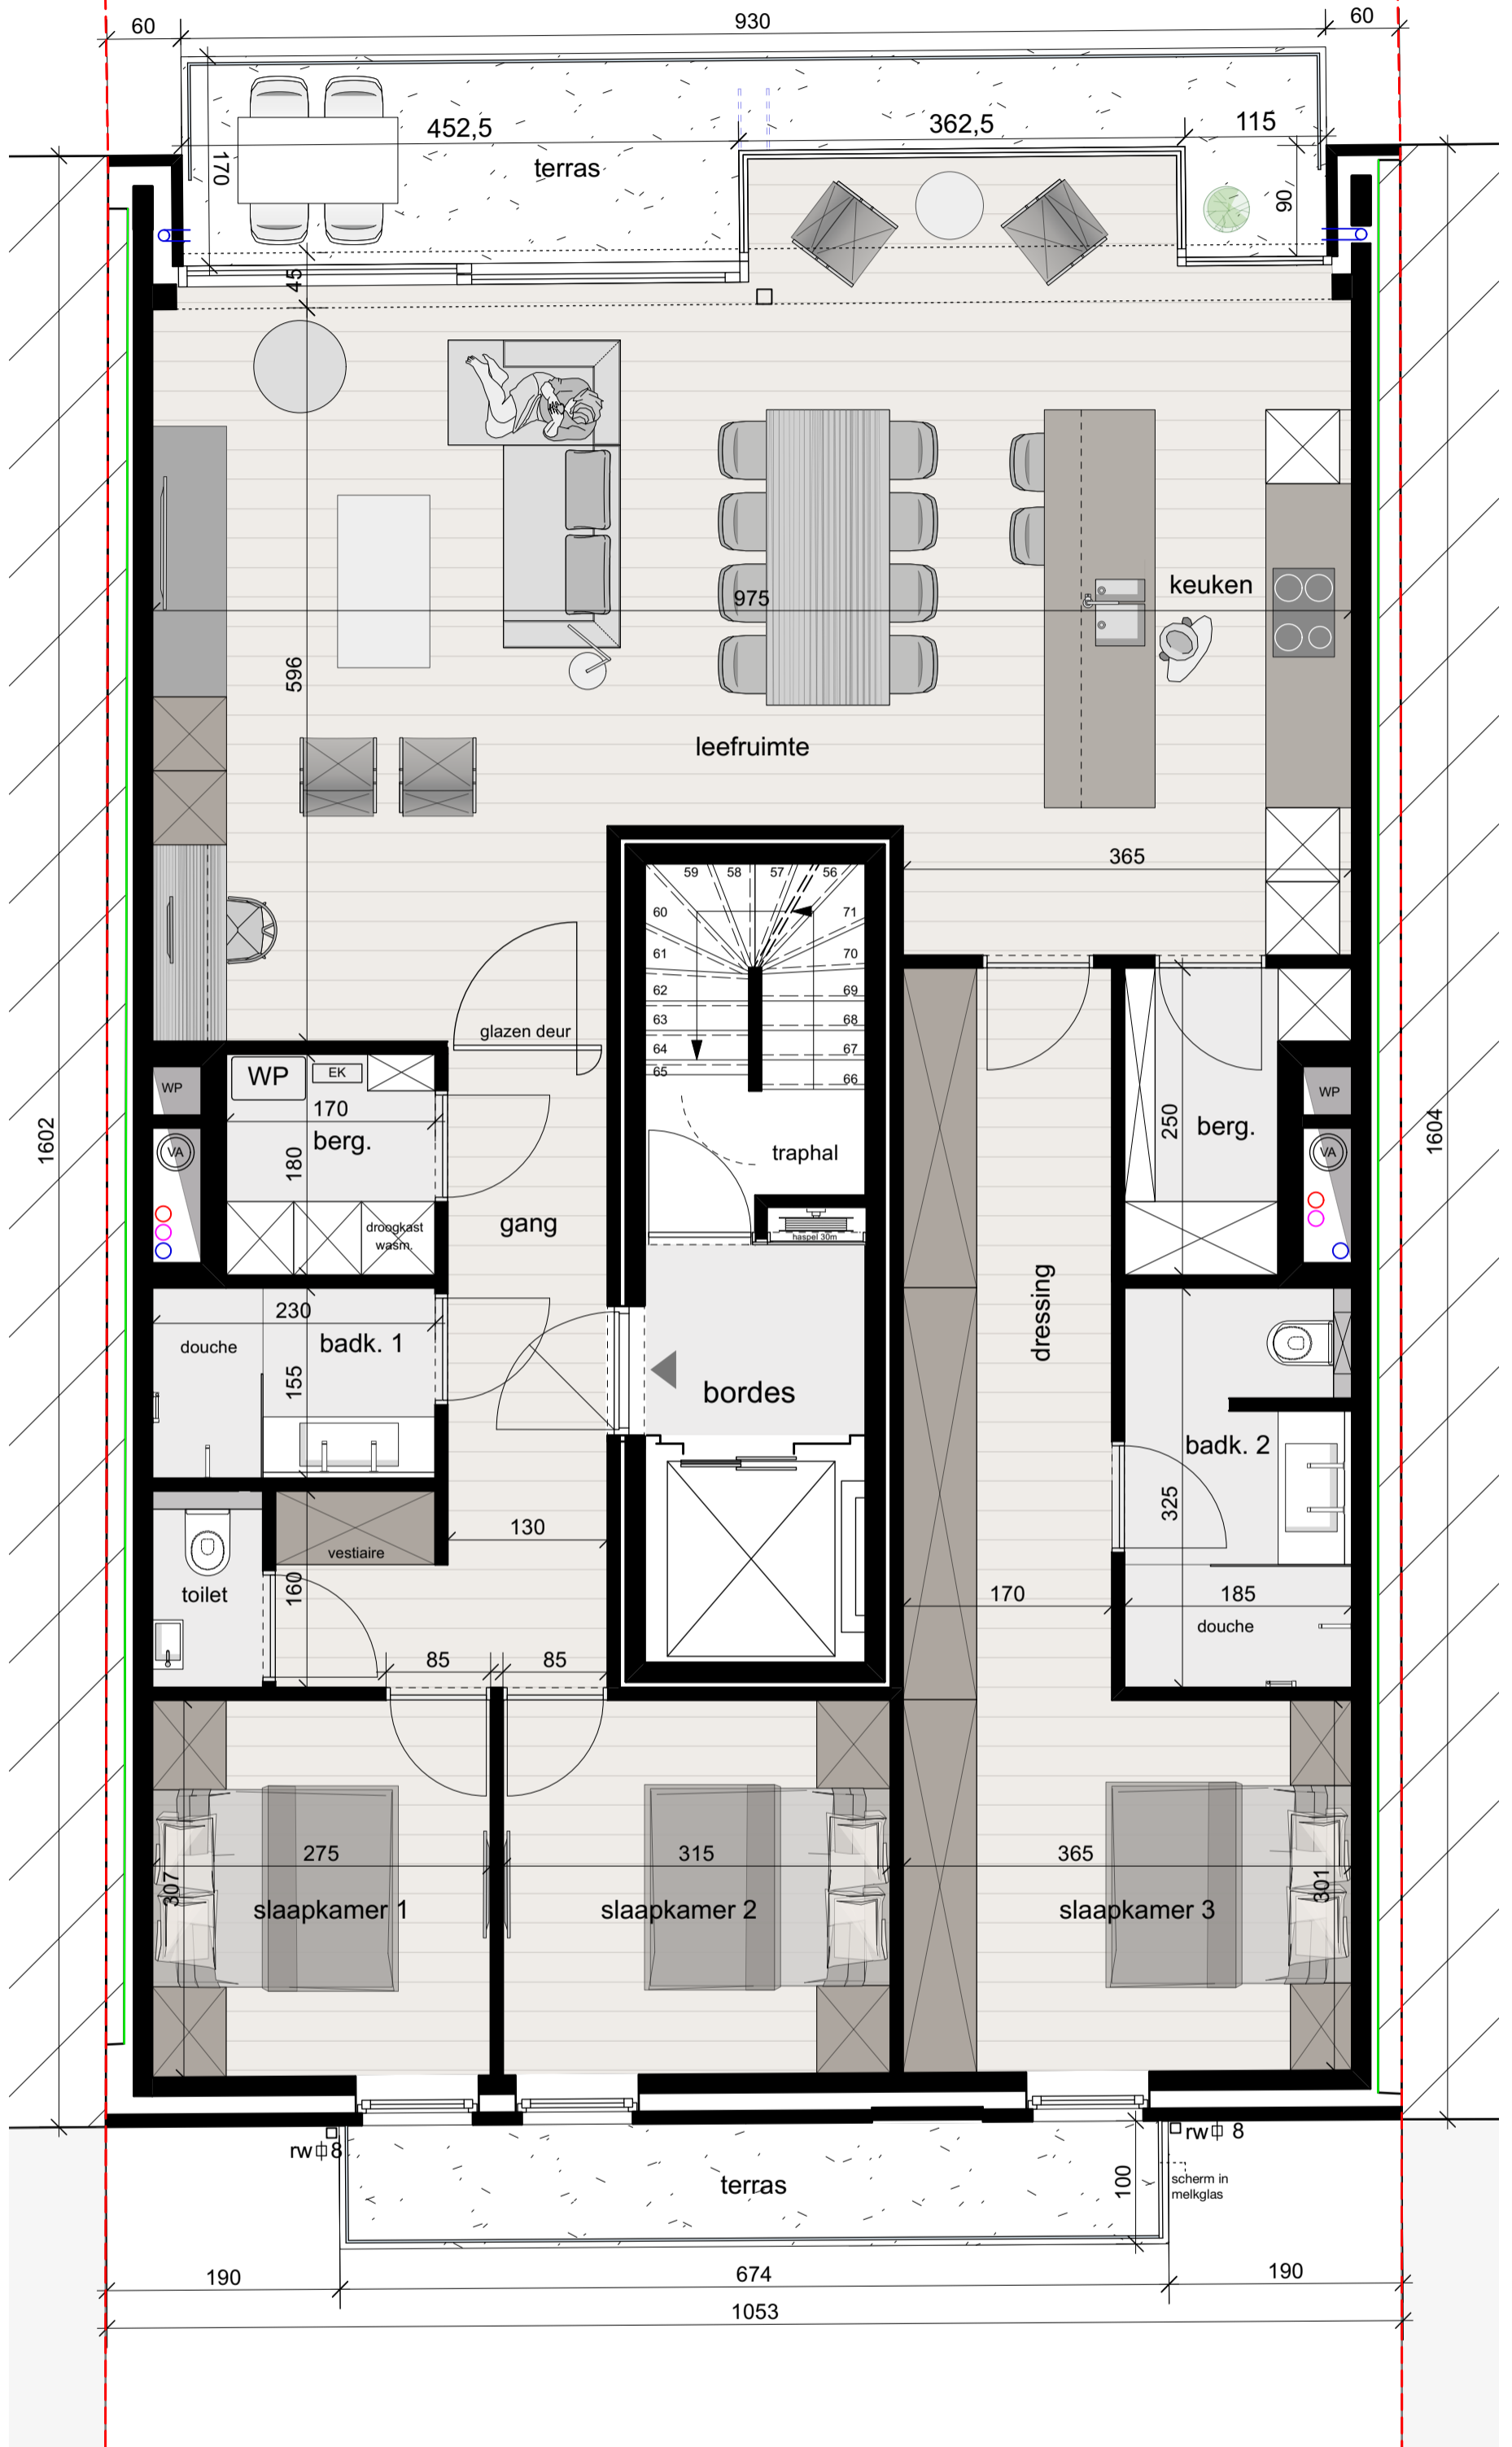 60
930
60
452,5
362,5
115
170
terras
90
45
975
keuken
596
leefruimte
365
59
58
57
56
60
71
61
70
62
69
63
68
64
67
65
66
glazen deur
WP
EK
WP
170
berg.
180
VA
droogkast
wasm.
gang
traphal
haspel 30m
250
berg.
WP
VA
1602
1604
230
douche
badk. 1
155
bordes
dressing
badk. 2
325
130
vestiaire
toilet
160
170
185
douche
85
85
275
307
slaapkamer 1
315
slaapkamer 2
365
301
slaapkamer 3
rw 8
rw 8
terras
100
scherm in
melkglas
190
674
190
1053